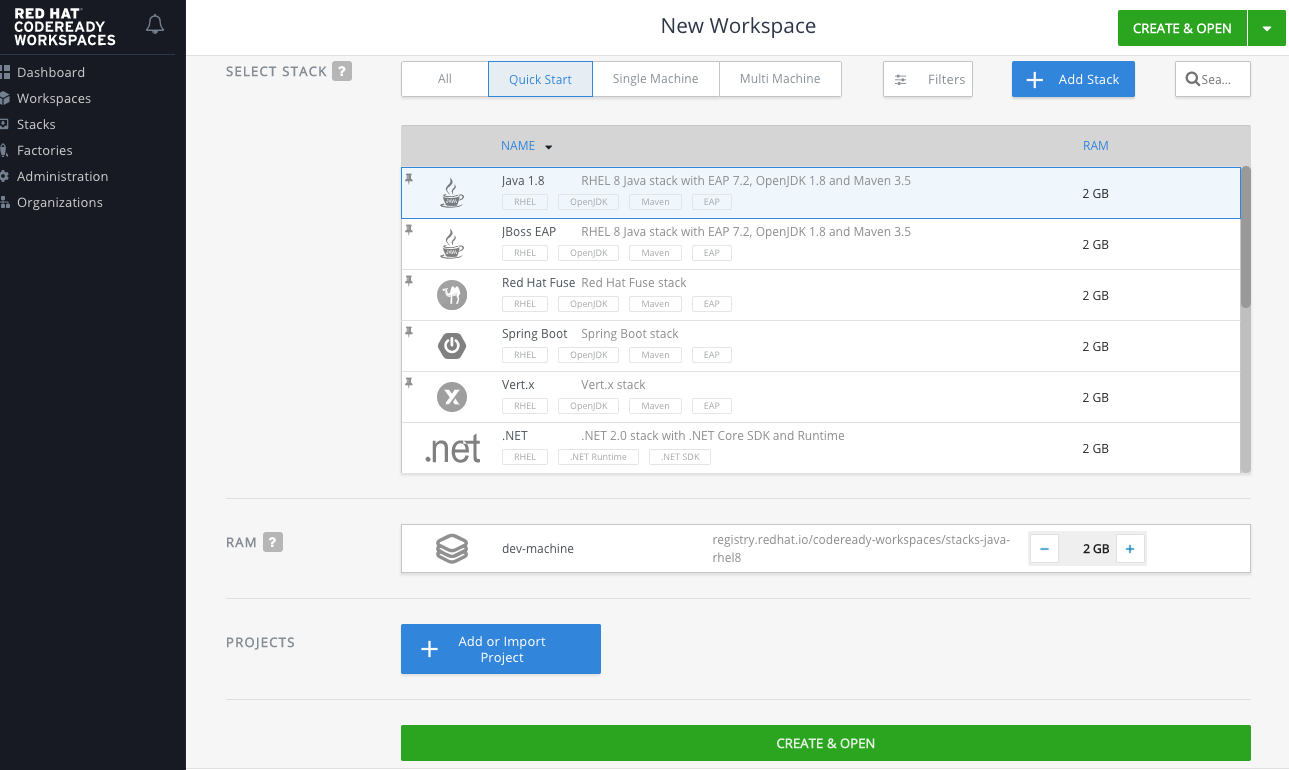 RED HAT
CODEREADY
WORKSPACES
Dashboard
Workspaces
Stacks
Factories
Administration
Organizations
New Workspace
CREATE & OPEN
SELECT STACK ?
All
Quick Start
Single Machine
Multi Machine
Filters
Add Stack
Sea...
NAME
RAM
Java 1.8 RHEL 8 Java stack with EAP 7.2, OpenJDK 1.8 and Maven 3.5
RHEL OpenJDK Maven EAP
2 GB
JBoss EAP RHEL 8 Java stack with EAP 7.2, OpenJDK 1.8 and Maven 3.5
RHEL OpenJDK Maven EAP
2 GB
Red Hat Fuse Red Hat Fuse stack
RHEL OpenJDK Maven EAP
2 GB
Spring Boot Spring Boot stack
RHEL OpenJDK Maven EAP
2 GB
Vert.x Vert.x stack
RHEL OpenJDK Maven EAP
2 GB
.net
.NET .NET 2.0 stack with .NET Core SDK and Runtime
RHEL .NET Runtime .NET SDK
2 GB
RAM ?
dev-machine
registry.redhat.io/codeready-workspaces/stacks-java-
rhel8
− 2 GB +
PROJECTS
Add or Import
Project
CREATE & OPEN